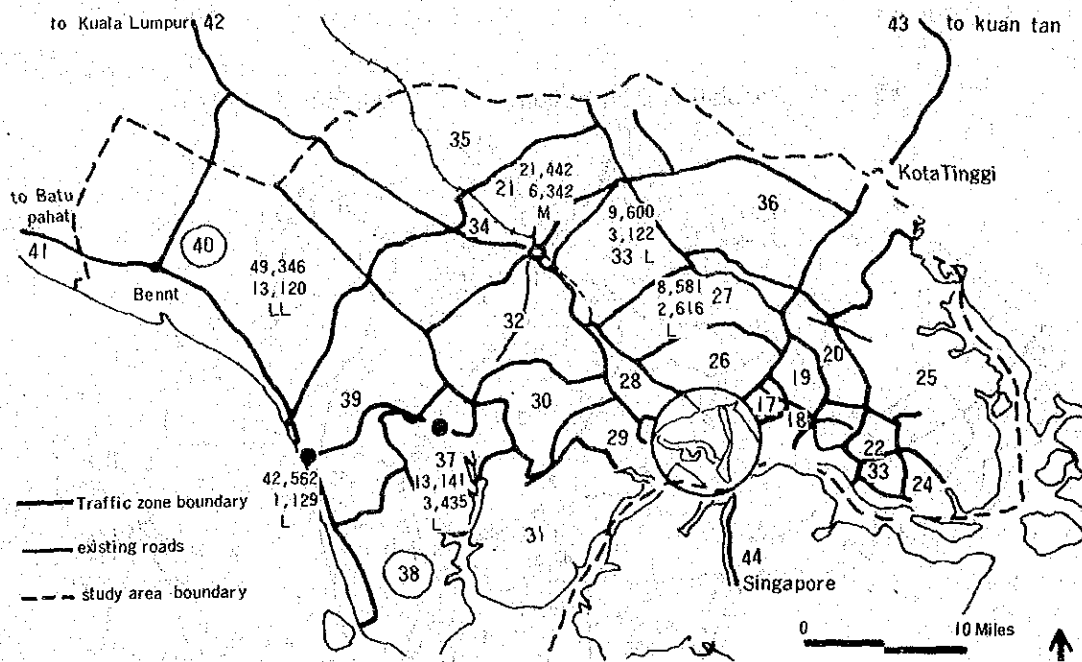 to Kuala Lumpur 42
43 to kuan tan
35
21,442
21 6,342
M
Kota Tinggi
to Batu
pahat
41
40
34
36
9,600
3,122
33 L
49,346
13,120
LL
Bennt
8,581
27
2,616
L
32
20
26
19
25
28
39
30
17
18
29
22
37
33
13,141
3,435
L
24
42,562
1,129
L
31
38
44
Singapore
Traffic zone boundary
existing roads
study area boundary
0 10 Miles